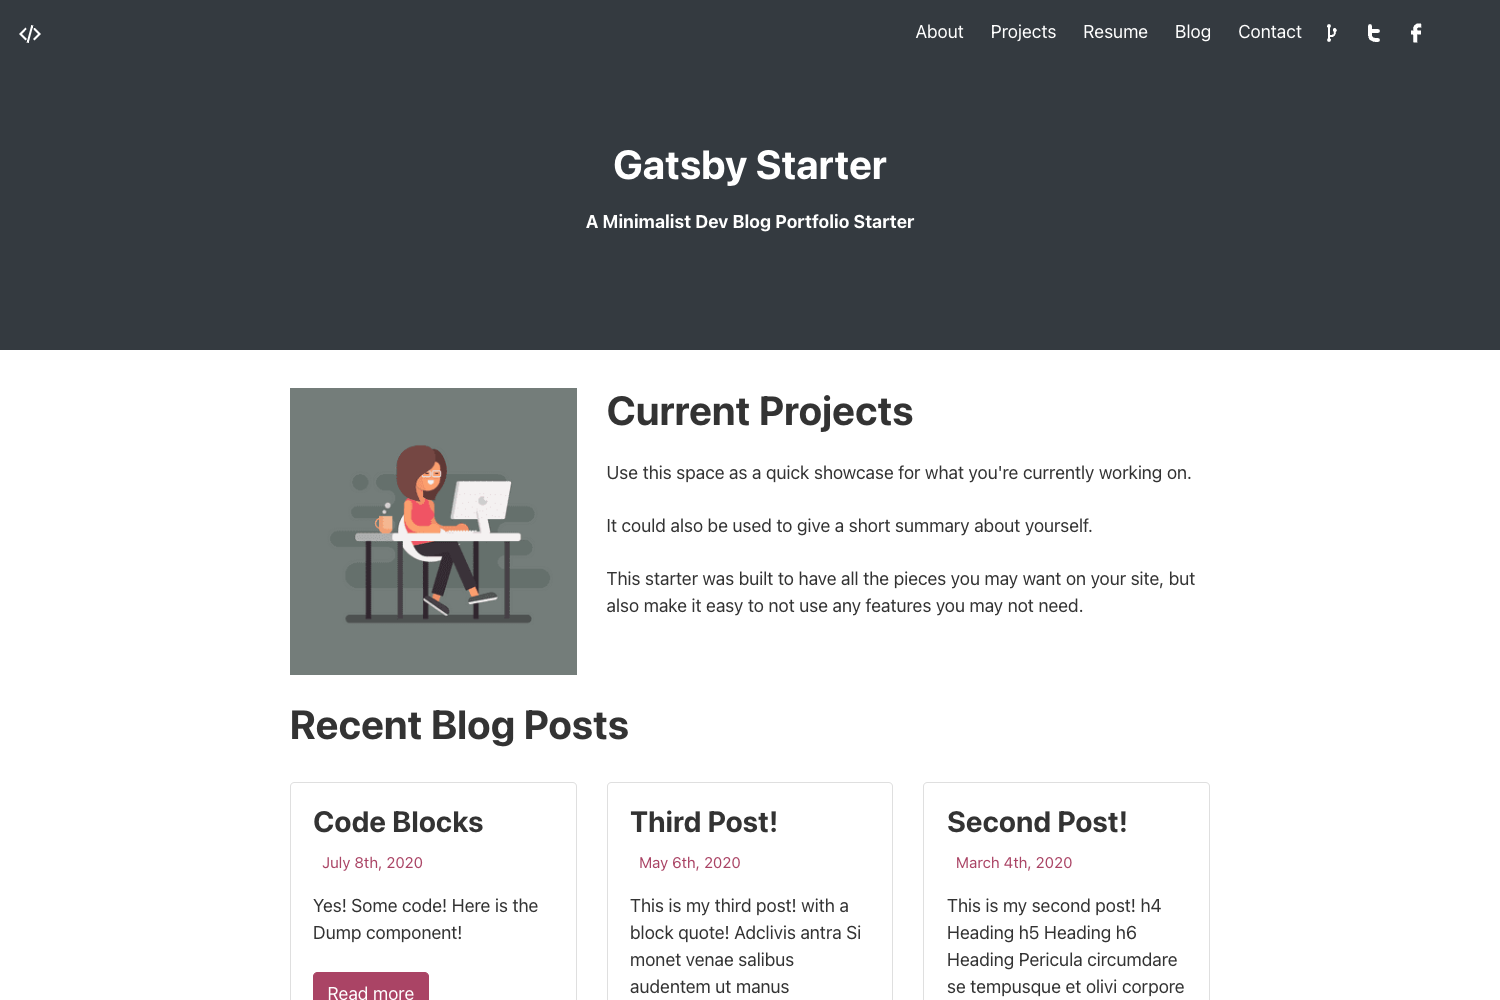 About Projects Resume Blog Contact
Gatsby Starter
A Minimalist Dev Blog Portfolio Starter
Current Projects
Use this space as a quick showcase for what you're currently working on.
It could also be used to give a short summary about yourself.
This starter was built to have all the pieces you may want on your site, but
also make it easy to not use any features you may not need.
Recent Blog Posts
Code Blocks
July 8th, 2020
Yes! Some code! Here is the
Dump component!
Read more
Third Post!
May 6th, 2020
This is my third post! with a
block quote! Adclivis antra Si
monet venae salibus
audentem ut manus
Second Post!
March 4th, 2020
This is my second post! h4
Heading h5 Heading h6
Heading Pericula circumdare
se tempusque et olivi corpore